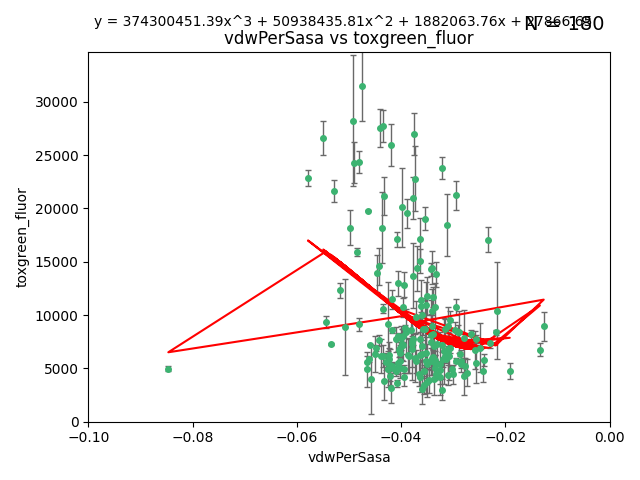 y = 374300451.39x^3 + 50938435.81x^2 + 1882063.76x +
N = 180
vdwPerSasa vs toxgreen_fluor
30000
25000
20000
15000
10000
5000
0
toxgreen_fluor
−0.10 −0.08 −0.06 −0.04 −0.02 0.00
vdwPerSasa